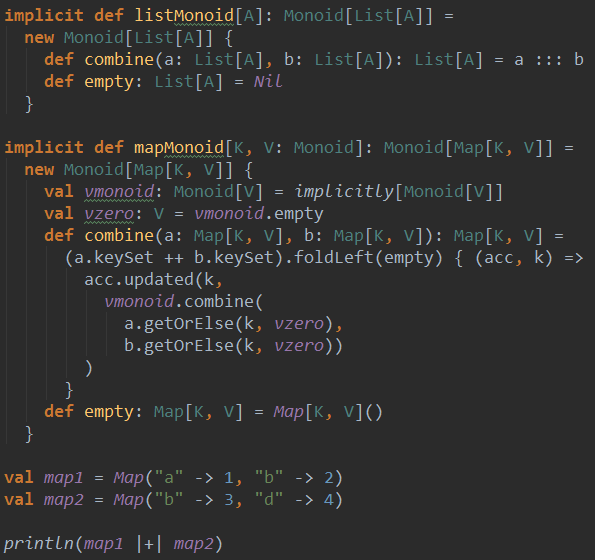 implicit def listMonoid[A]: Monoid[List[A]] =
  new Monoid[List[A]] {
    def combine(a: List[A], b: List[A]): List[A] = a ::: b
    def empty: List[A] = Nil
  }

implicit def mapMonoid[K, V: Monoid]: Monoid[Map[K, V]] =
  new Monoid[Map[K, V]] {
    val vmonoid: Monoid[V] = implicitly[Monoid[V]]
    val vzero: V = vmonoid.empty
    def combine(a: Map[K, V], b: Map[K, V]): Map[K, V] =
      (a.keySet ++ b.keySet).foldLeft(empty) { (acc, k) =>
        acc.updated(k,
          vmonoid.combine(
            a.getOrElse(k, vzero),
            b.getOrElse(k, vzero))
        )
      }
    def empty: Map[K, V] = Map[K, V]()
  }

val map1 = Map("a" -> 1, "b" -> 2)
val map2 = Map("b" -> 3, "d" -> 4)

println(map1 |+| map2)